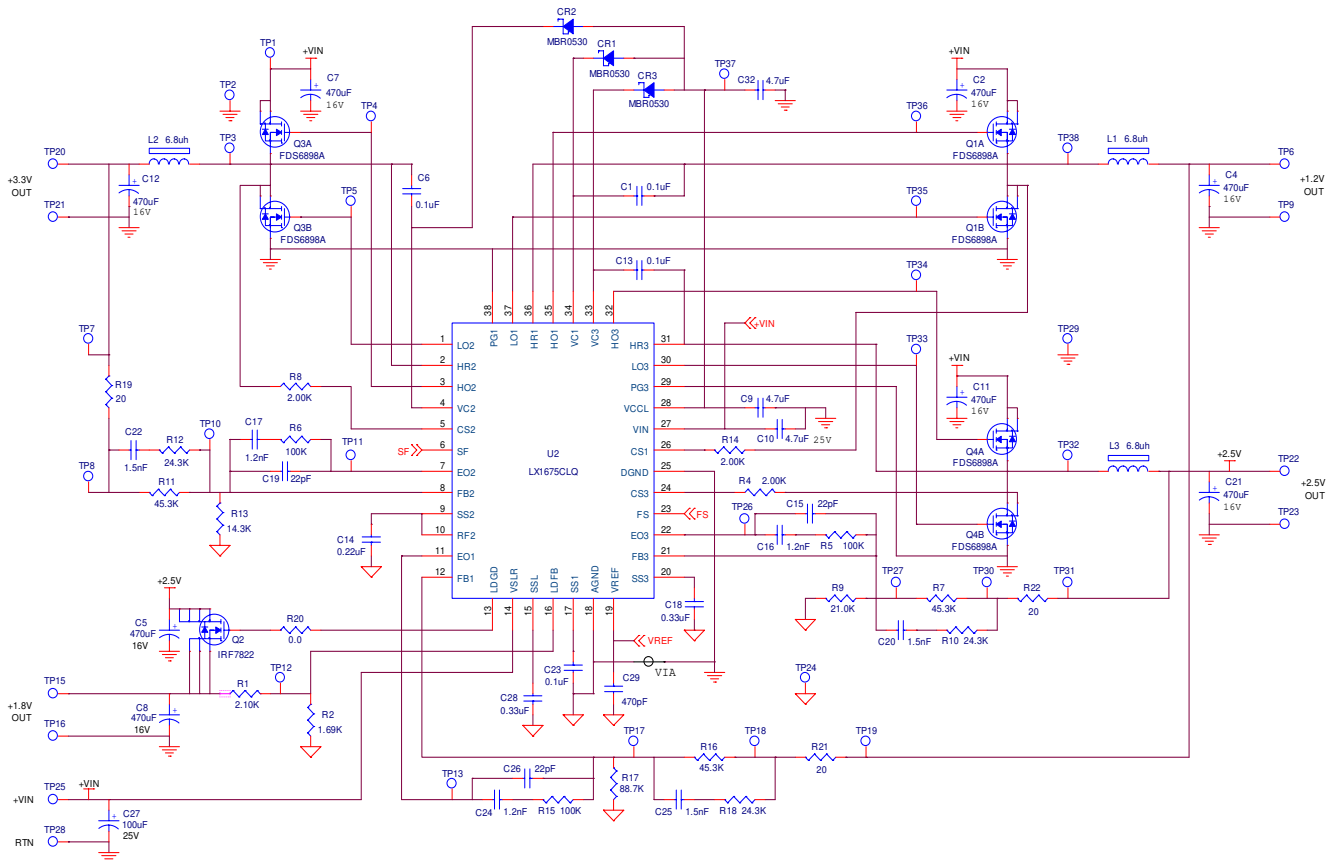 CR2
MBR0530
CR1
MBR0530
CR3
MBR0530
TP37
C32
4.7uF
TP1
+VIN
C7
470uF
16V
TP2
TP4
TP3
Q3A
FDS6898A
L2 6.8uh
TP20
+3.3V
OUT
TP21
C12
470uF
16V
TP5
Q3B
FDS6898A
C6
0.1uF
C1
0.1uF
C13
0.1uF
+VIN
C2
470uF
16V
TP36
Q1A
FDS6898A
TP38
L1 6.8uh
TP6
+1.2V
OUT
TP9
C4
470uF
16V
TP35
Q1B
FDS6898A
TP34
TP33
TP29
+VIN
+VIN
C11
470uF
16V
Q4A
FDS6898A
TP32
L3 6.8uh
+2.5V
TP22
+2.5V
OUT
TP23
C21
470uF
16V
Q4B
FDS6898A
38
37
36
35
34
33
32
PG1
LO1
HR1
HO1
VC1
VC3
HO3
1
2
3
4
5
6
7
8
9
10
11
12
LO2
HR2
HO2
VC2
CS2
SF
EO2
FB2
SS2
RF2
EO1
FB1
U2
LX1675CLQ
HR3
LO3
PG3
VCCL
VIN
CS1
DGND
CS3
FS
EO3
FB3
SS3
31
30
29
28
27
26
25
24
23
22
21
20
LDGD
VSLR
SSL
LDFB
SS1
AGND
VREF
13
14
15
16
17
18
19
TP7
R19
20
R8
2.00K
C22
1.5nF
R12
24.3K
TP10
C17
1.2nF
R6
100K
TP11
SF
C19
22pF
TP8
R11
45.3K
R13
14.3K
C14
0.22uF
C9
4.7uF
C10
4.7uF
25V
R14
2.00K
R4 2.00K
FS
TP26
C15
22pF
C16
1.2nF
R5
100K
C18
0.33uF
R9
21.0K
TP27
R7
45.3K
TP30
R22
20
TP31
C20
1.5nF
R10
24.3K
TP24
VREF
VIA
C23
0.1uF
C28
0.33uF
C29
470pF
+2.5V
C5
470uF
16V
Q2
IRF7822
R20
0.0
TP12
TP15
+1.8V
OUT
TP16
R1
2.10K
C8
470uF
16V
R2
1.69K
TP25
+VIN
+VIN
C27
100uF
25V
TP28
RTN
TP13
C26
22pF
C24
1.2nF
R15
100K
TP17
R17
88.7K
R16
45.3K
TP18
R21
20
TP19
C25
1.5nF
R18
24.3K